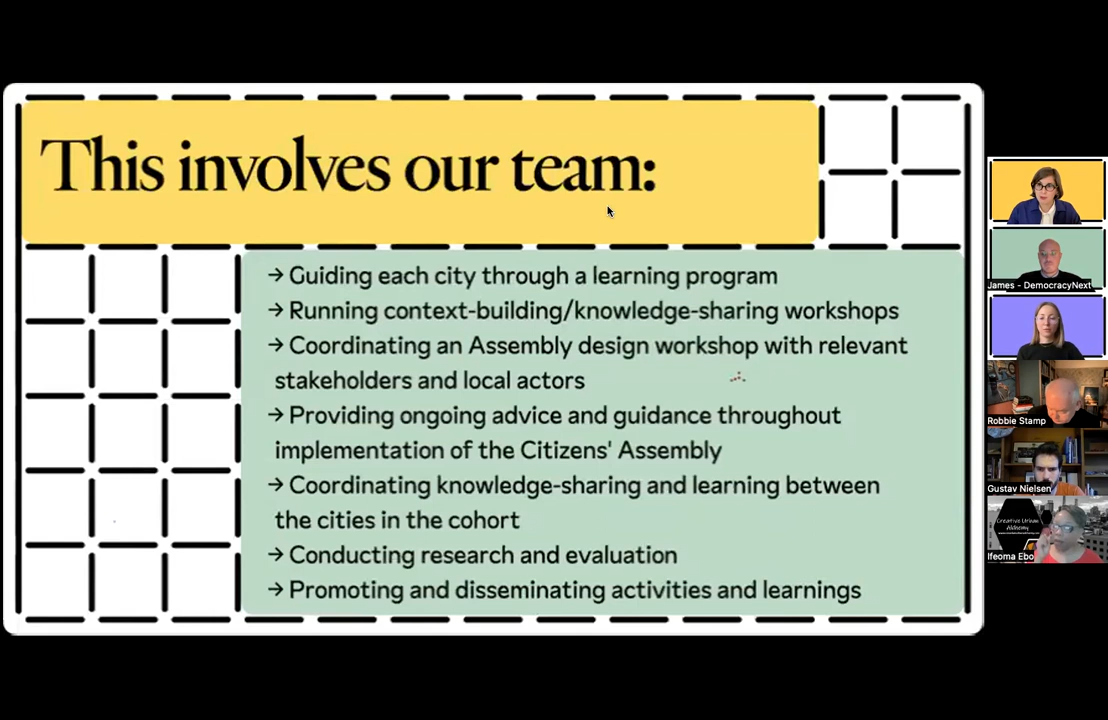 This involves our team:
→ Guiding each city through a learning program
→ Running context-building/knowledge-sharing workshops
→ Coordinating an Assembly design workshop with relevant
stakeholders and local actors
→ Providing ongoing advice and guidance throughout
implementation of the Citizens' Assembly
→ Coordinating knowledge-sharing and learning between
the cities in the cohort
→ Conducting research and evaluation
→ Promoting and disseminating activities and learnings
James - DemocracyNext
Robbie Stamp
Gustav Nielsen
Creative Urban
Alchemy
Ifeoma Ebo